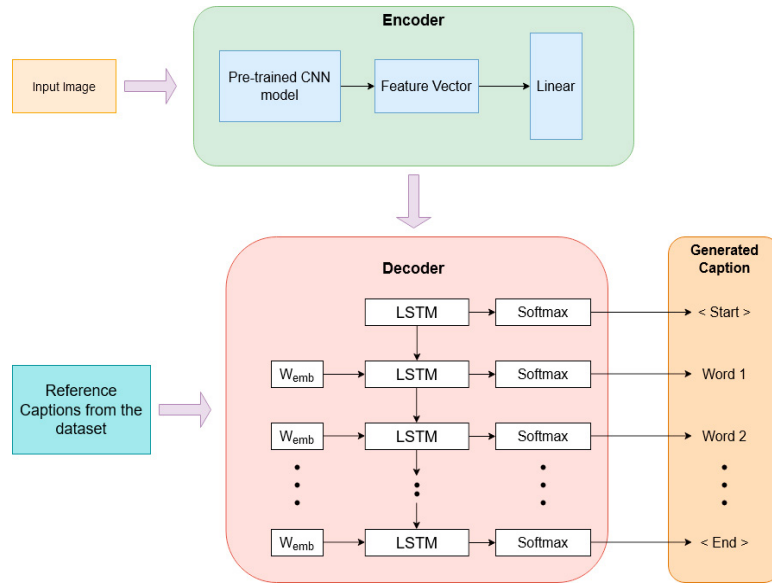 Encoder
Input Image
Pre-trained CNN
model
Feature Vector
Linear
Decoder
Generated
Caption
LSTM
Softmax
< Start >
Reference
Captions from the
dataset
Wemb
LSTM
Softmax
Word 1
Wemb
LSTM
Softmax
Word 2
Wemb
LSTM
Softmax
< End >